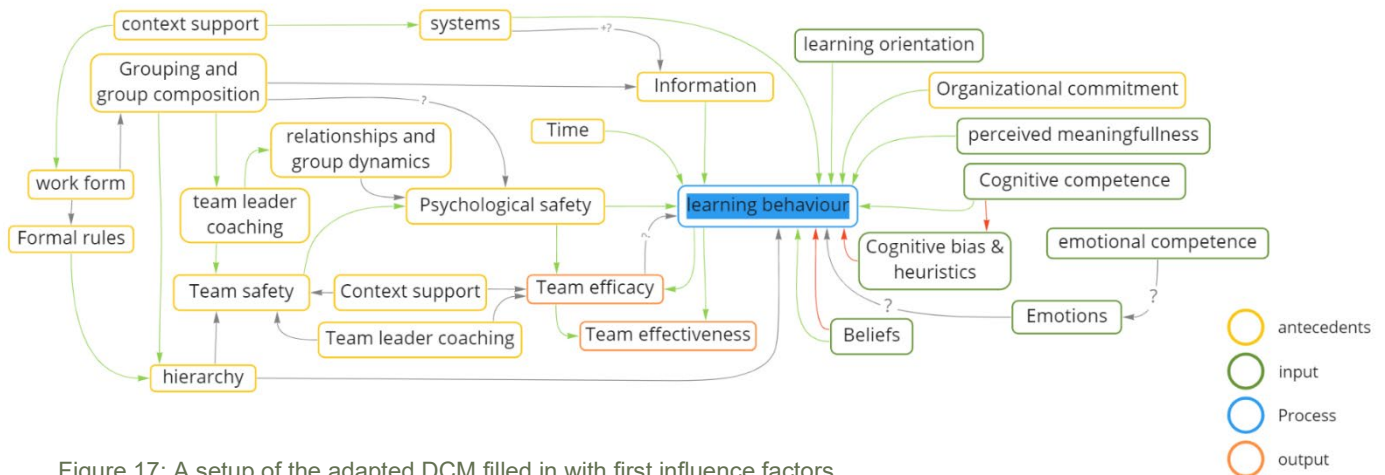 context support
systems
learning orientation
Grouping and
group composition
+?
Information
Organizational commitment
?
relationships and
group dynamics
Time
perceived meaningfullness
Cognitive competence
work form
team leader
coaching
Psychological safety
learning behaviour
Formal rules
Cognitive bias &
heuristics
emotional competence
?
Team safety
Context support
Team efficacy
?
?
Emotions
Team leader coaching
Team effectiveness
Beliefs
hierarchy
antecedents
input
Process
output
Figure 17: A setup of the adapted DCM filled in with first influence factors